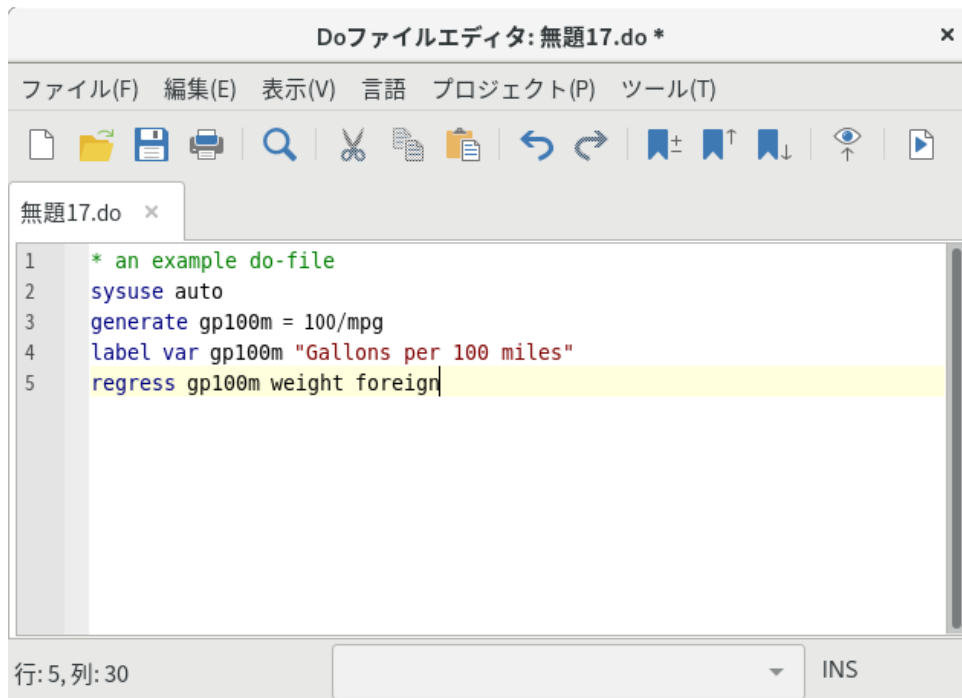 Doファイルエディタ: 無題17.do *
ファイル(F) 編集(E) 表示(V) 言語 プロジェクト(P) ツール(T)
無題17.do
1 * an example do-file
2 sysuse auto
3 generate gp100m = 100/mpg
4 label var gp100m "Gallons per 100 miles"
5 regress gp100m weight foreign
行: 5, 列: 30 INS